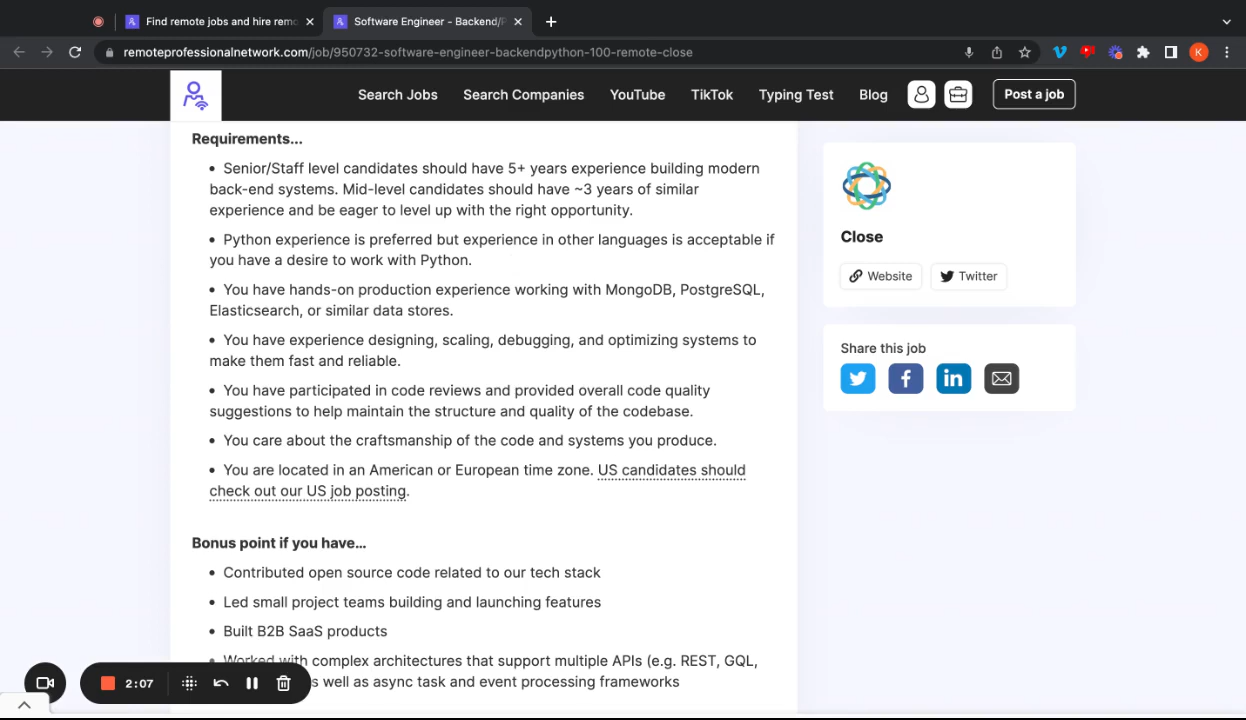 Find remote jobs and hire remo
Software Engineer - Backend/P
remoteprofessionalnetwork.com/job/950732-software-engineer-backendpython-100-remote-close
K
Search Jobs
Search Companies
YouTube
TikTok
Typing Test
Blog
Post a job
Requirements...
• Senior/Staff level candidates should have 5+ years experience building modern
back-end systems. Mid-level candidates should have ~3 years of similar
experience and be eager to level up with the right opportunity.
• Python experience is preferred but experience in other languages is acceptable if
you have a desire to work with Python.
• You have hands-on production experience working with MongoDB, PostgreSQL,
Elasticsearch, or similar data stores.
• You have experience designing, scaling, debugging, and optimizing systems to
make them fast and reliable.
• You have participated in code reviews and provided overall code quality
suggestions to help maintain the structure and quality of the codebase.
• You care about the craftsmanship of the code and systems you produce.
• You are located in an American or European time zone. US candidates should
check out our US job posting.
Bonus point if you have...
• Contributed open source code related to our tech stack
• Led small project teams building and launching features
• Built B2B SaaS products
• Worked with complex architectures that support multiple APIs (e.g. REST, GQL,
s well as async task and event processing frameworks
Close
Website
Twitter
Share this job
2:07